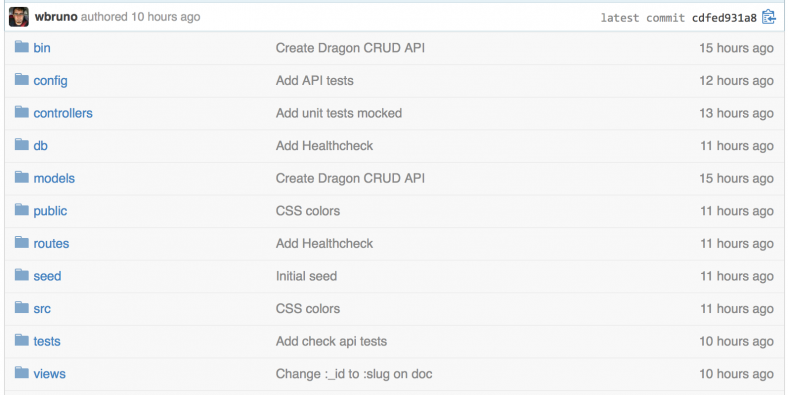 wbruno authored 10 hours ago latest commit cdfed931a8
bin Create Dragon CRUD API 15 hours ago
config Add API tests 12 hours ago
controllers Add unit tests mocked 13 hours ago
db Add Healthcheck 11 hours ago
models Create Dragon CRUD API 15 hours ago
public CSS colors 11 hours ago
routes Add Healthcheck 11 hours ago
seed Initial seed 11 hours ago
src CSS colors 11 hours ago
tests Add check api tests 10 hours ago
views Change :_id to :slug on doc 10 hours ago